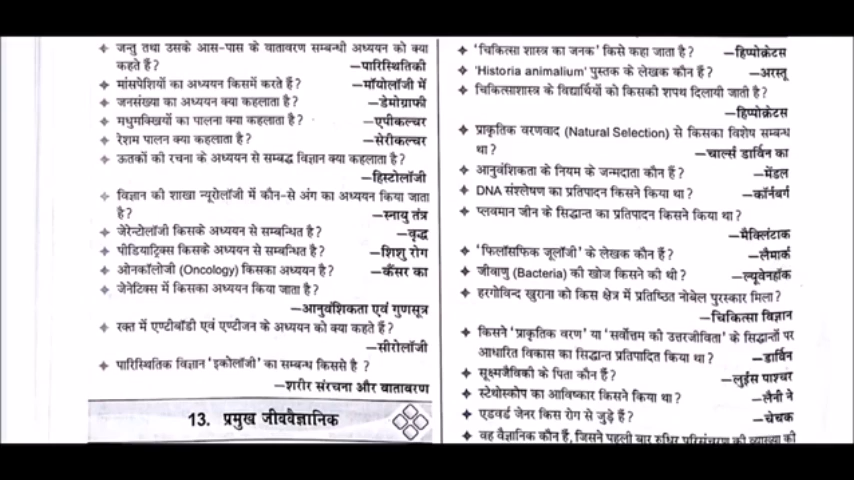 जन्तु तथा उसके आस-पास के वातावरण सम्बन्धी अध्ययन को क्या
कहते हैं? –पारिस्थितिकी
मांसपेशियों का अध्ययन किसमें करते हैं? –मॉयोलॉजी में
जनसंख्या का अध्ययन क्या कहलाता है? –डेमोग्राफी
मधुमक्खियों का पालना क्या कहलाता है? –एपीकल्चर
रेशम पालन क्या कहलाता है? –सेरीकल्चर
ऊतकों की रचना के अध्ययन से सम्बद्ध विज्ञान क्या कहलाता है?
–हिस्टोलॉजी
विज्ञान की शाखा न्यूरोलॉजी में कौन-से अंग का अध्ययन किया जाता
है? –स्नायु तंत्र
जेरेन्टोलॉजी किसके अध्ययन से सम्बन्धित है? –वृद्ध
पीडियाट्रिक्स किसके अध्ययन से सम्बन्धित है? –शिशु रोग
ओनकॉलोजी (Oncology) किसका अध्ययन है? –कैंसर का
जेनेटिक्स में किसका अध्ययन किया जाता है?
–आनुवंशिकता एवं गुणसूत्र
रक्त में एण्टीबॉडी एवं एण्टीजन के अध्ययन को क्या कहते हैं?
–सीरोलॉजी
पारिस्थितिक विज्ञान 'इकोलॉजी' का सम्बन्ध किससे है ?
–शरीर संरचना और वातावरण
13. प्रमुख जीववैज्ञानिक
'चिकित्सा शास्त्र का जनक' किसे कहा जाता है? –हिप्पोक्रेटस
'Historia animalium' पुस्तक के लेखक कौन हैं? –अरस्तू
चिकित्साशास्त्र के विद्यार्थियों को किसकी शपथ दिलायी जाती है?
–हिप्पोक्रेटस
प्राकृतिक वरणवाद (Natural Selection) से किसका विशेष सम्बन्ध
था? –चार्ल्स डार्विन का
आनुवंशिकता के नियम के जन्मदाता कौन हैं? –मेंडल
DNA संश्लेषण का प्रतिपादन किसने किया था? –कॉर्नबर्ग
प्लवमान जीन के सिद्धान्त का प्रतिपादन किसने किया था?
–मैक्लिंटाक
'फिलॉसफिक जूलॉजी' के लेखक कौन हैं? –लैमार्क
जीवाणु (Bacteria) की खोज किसने की थी? –ल्यूवेनहॉक
हरगोविन्द खुराना को किस क्षेत्र में प्रतिष्ठित नोबेल पुरस्कार मिला?
–चिकित्सा विज्ञान
किसने 'प्राकृतिक वरण' या 'सर्वोत्तम की उत्तरजीविता' के सिद्धान्तों पर
आधारित विकास का सिद्धान्त प्रतिपादित किया था? –डार्विन
सूक्ष्मजैविकी के पिता कौन हैं? –लुईस पाश्चर
स्टेथोस्कोप का आविष्कार किसने किया था? –लैनी ने
एडवर्ड जेनर किस रोग से जुड़े हैं? –चेचक
वह वैज्ञानिक कौन हैं, जिसने पहली बार रुधिर परिसंचरण की व्याख्या की